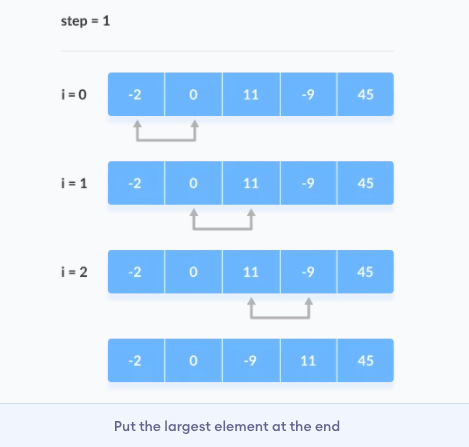 step = 1
i = 0 -2 0 11 -9 45
i = 1 -2 0 11 -9 45
i = 2 -2 0 11 -9 45
-2 0 -9 11 45
Put the largest element at the end